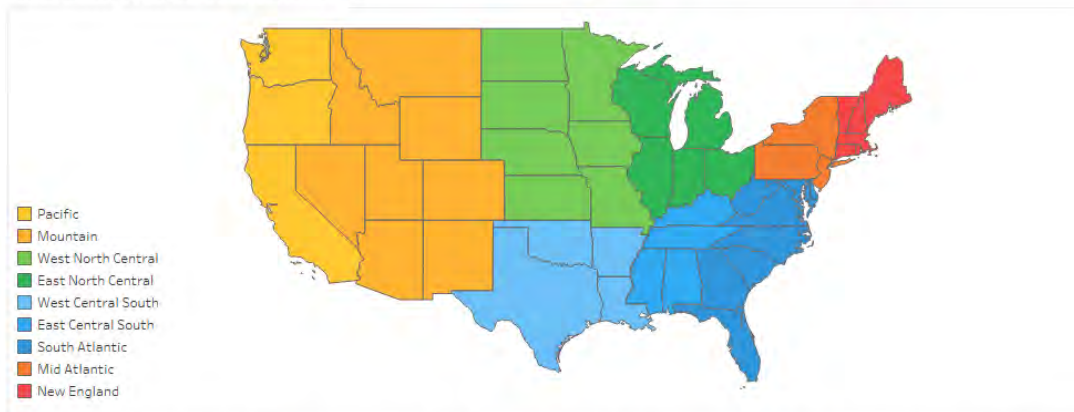 Pacific
Mountain
West North Central
East North Central
West Central South
East Central South
South Atlantic
Mid Atlantic
New England